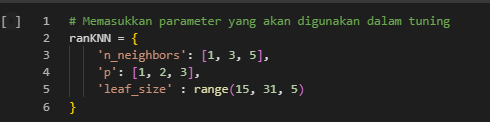 [ ] 1 # Memasukkan parameter yang akan digunakan dalam tuning
2 ranKNN = {
3     'n_neighbors': [1, 3, 5],
4     'p': [1, 2, 3],
5     'leaf_size' : range(15, 31, 5)
6 }